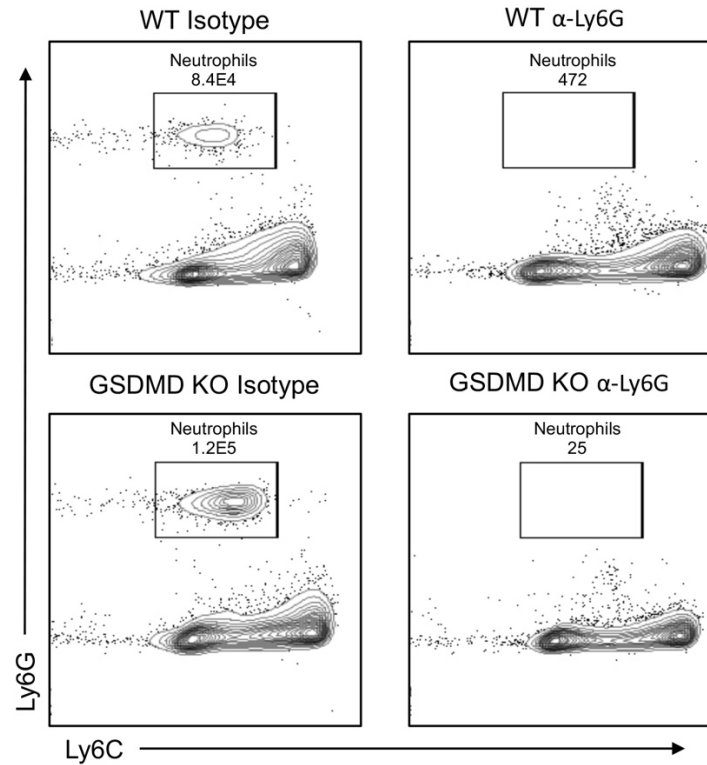 WT Isotype
WT α-Ly6G
Neutrophils
8.4E4
Neutrophils
472
GSDMD KO Isotype
GSDMD KO α-Ly6G
Neutrophils
1.2E5
Neutrophils
25
Ly6G
Ly6C